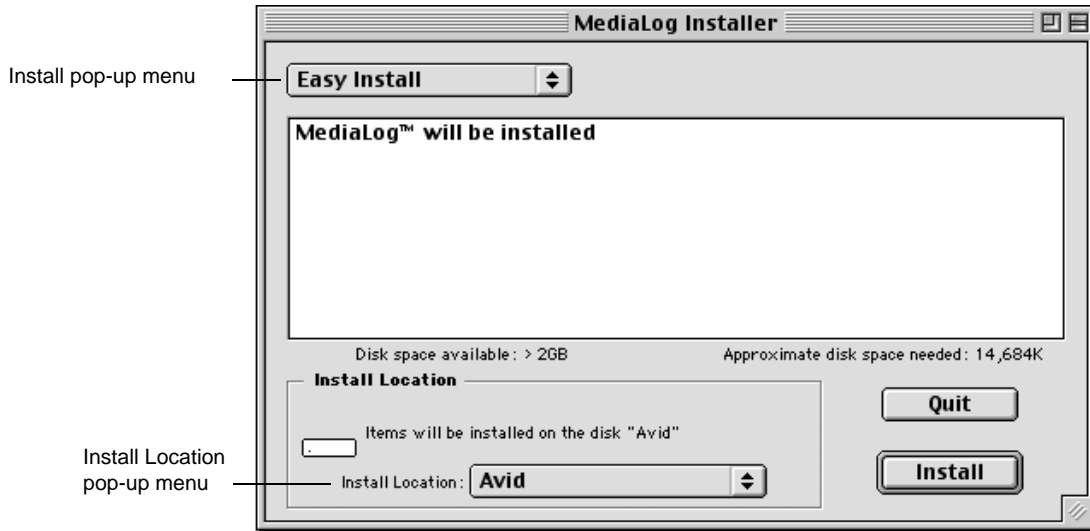 MediaLog Installer
Install pop-up menu
Easy Install
MediaLog™ will be installed
Disk space available: > 2GB
Approximate disk space needed: 14,684K
Install Location
Quit
Items will be installed on the disk "Avid"
Install Location
pop-up menu
Install Location: Avid
Install